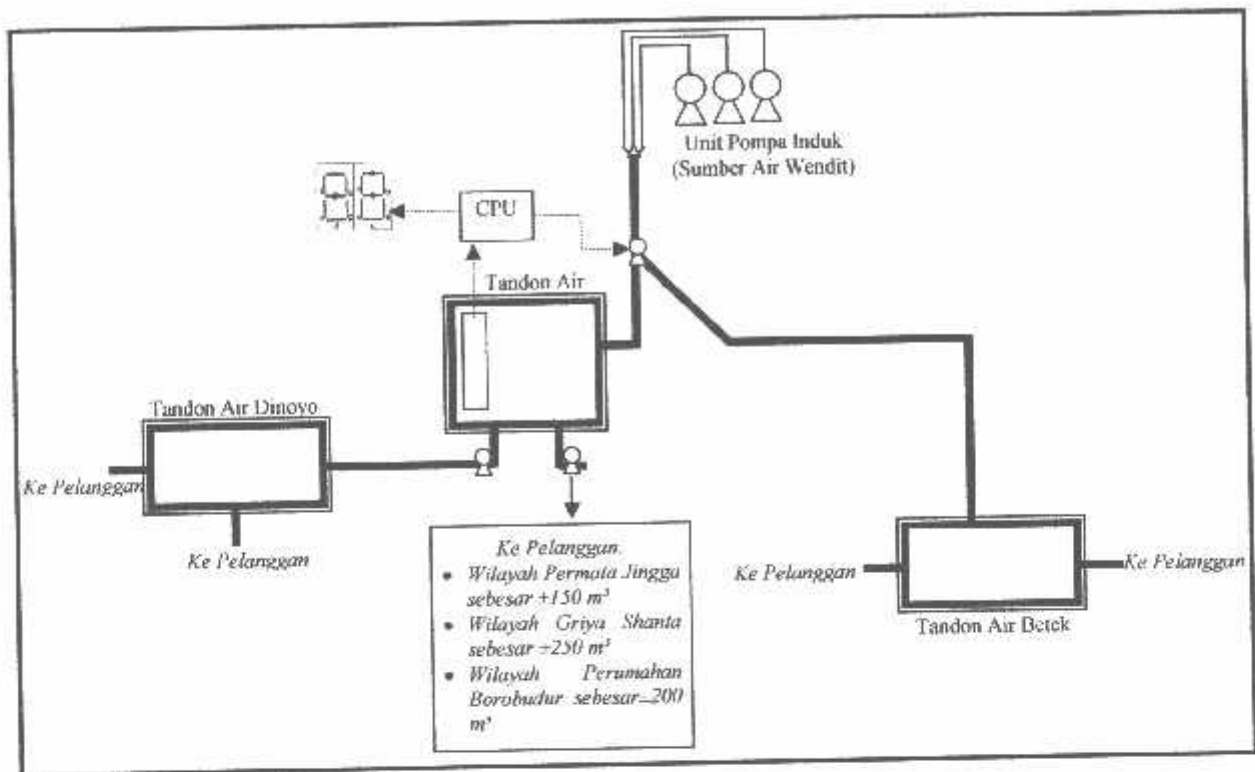 Unit Pompa Induk
(Sumber Air Wendit)
CPU
Tandon Air
Tandon Air Dinoyo
Ke Pelanggan
Ke Pelanggan
Ke Pelanggan.
• Wilayah Permata Jingga
sebesar ±150 m³
• Wilayah Griya Shanta
sebesar ±250 m³
• Wilayah Perumahan
Borobudur sebesar ±200
m³
Ke Pelanggan
Ke Pelanggan
Tandon Air Betek